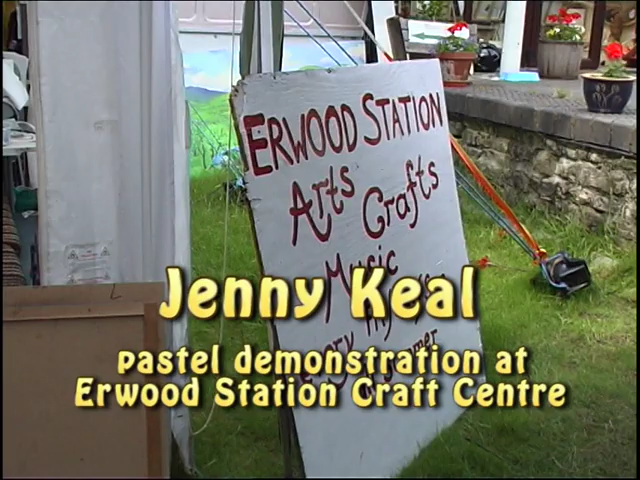 ERWOOD STATION
Arts
Crafts
Music
Jenny Keal
pastel demonstration at
Erwood Station Craft Centre